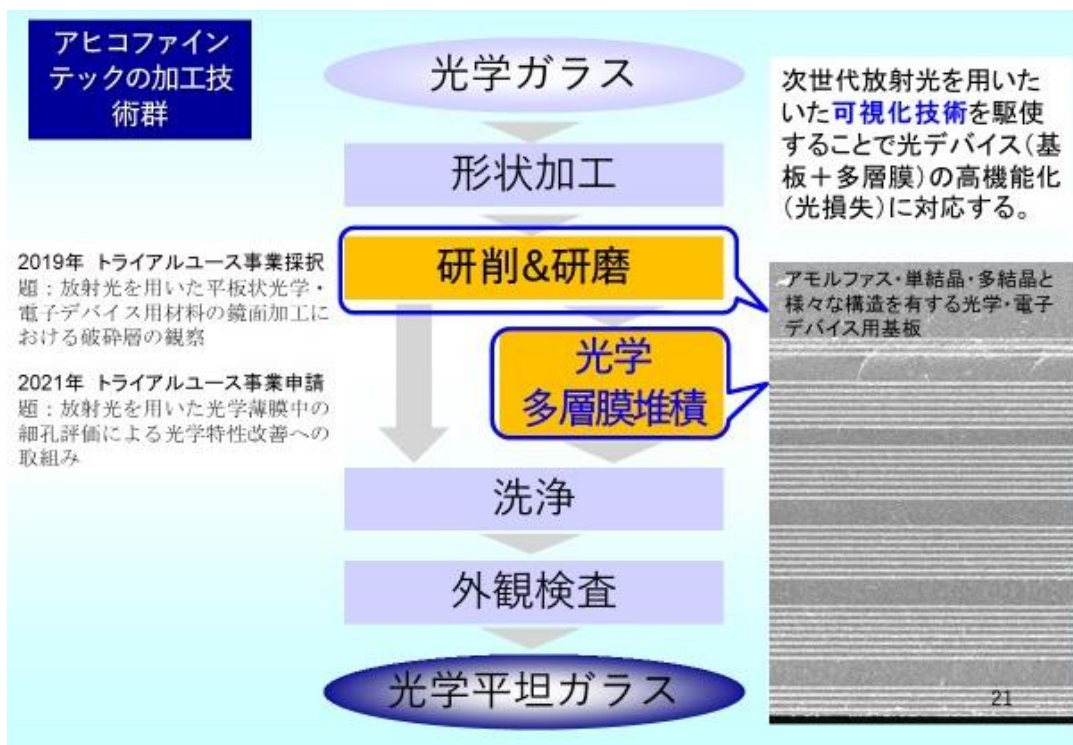 アヒコファイン
テックの加工技
術群
光学ガラス
形状加工
研削&研磨
光学
多層膜堆積
洗浄
外観検査
光学平坦ガラス
2019年 トライアルユース事業採択
題：放射光を用いた平板状光学・
電子デバイス用材料の鏡面加工に
おける破砕層の観察
2021年 トライアルユース事業申請
題：放射光を用いた光学薄膜中の
細孔評価による光学特性改善への
取組み
次世代放射光を用いた
いた可視化技術を駆使
することで光デバイス（基
板＋多層膜）の高機能化
（光損失）に対応する。
アモルファス・単結晶・多結晶と
様々な構造を有する光学・電子
デバイス用基板
21